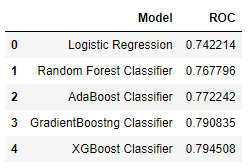 Model ROC
0 Logistic Regression 0.742214
1 Random Forest Classifier 0.767796
2 AdaBoost Classifier 0.772242
3 GradientBoostng Classifier 0.790835
4 XGBoost Classifier 0.794508